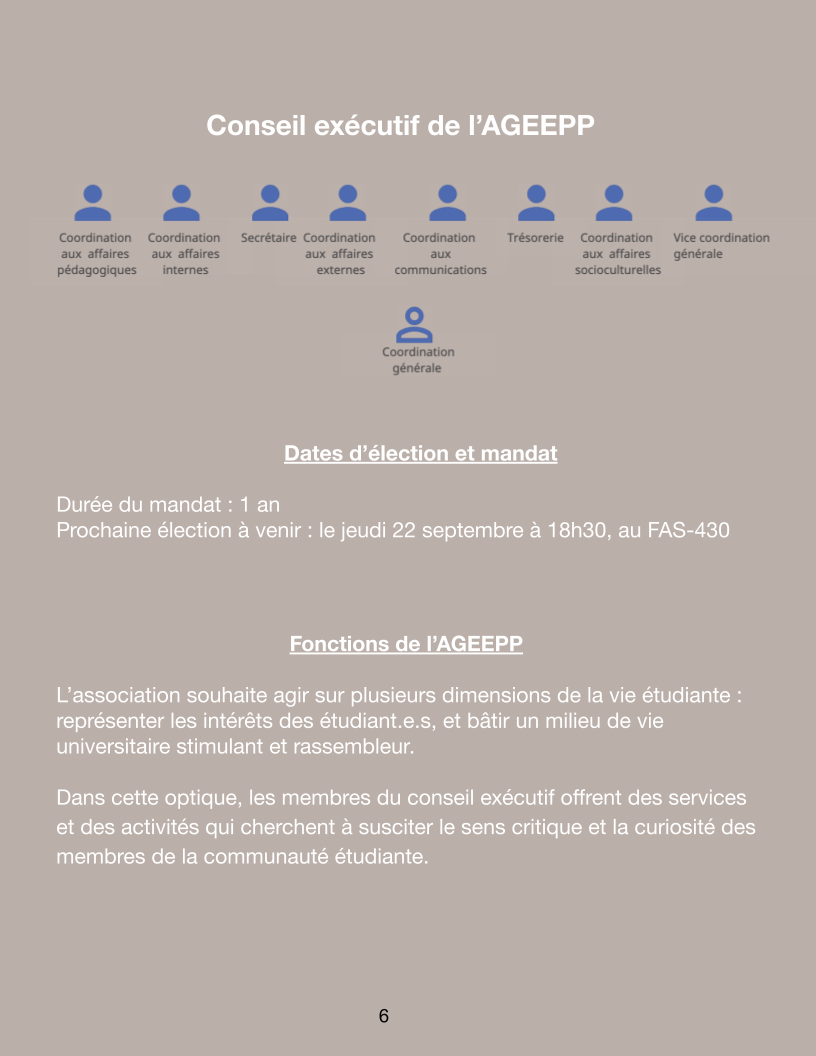 Conseil exécutif de l’AGEEPP
Coordination
aux affaires
pédagogiques
Coordination
aux affaires
internes
Secrétaire
Coordination
aux affaires
externes
Coordination
aux
communications
Trésorerie
Coordination
aux affaires
socioculturelles
Vice coordination
générale
Coordination
générale
Dates d’élection et mandat
Durée du mandat : 1 an
Prochaine élection à venir : le jeudi 22 septembre à 18h30, au FAS-430
Fonctions de l’AGEEPP
L’association souhaite agir sur plusieurs dimensions de la vie étudiante :
représenter les intérêts des étudiant.e.s, et bâtir un milieu de vie
universitaire stimulant et rassembleur.
Dans cette optique, les membres du conseil exécutif offrent des services
et des activités qui cherchent à susciter le sens critique et la curiosité des
membres de la communauté étudiante.
6